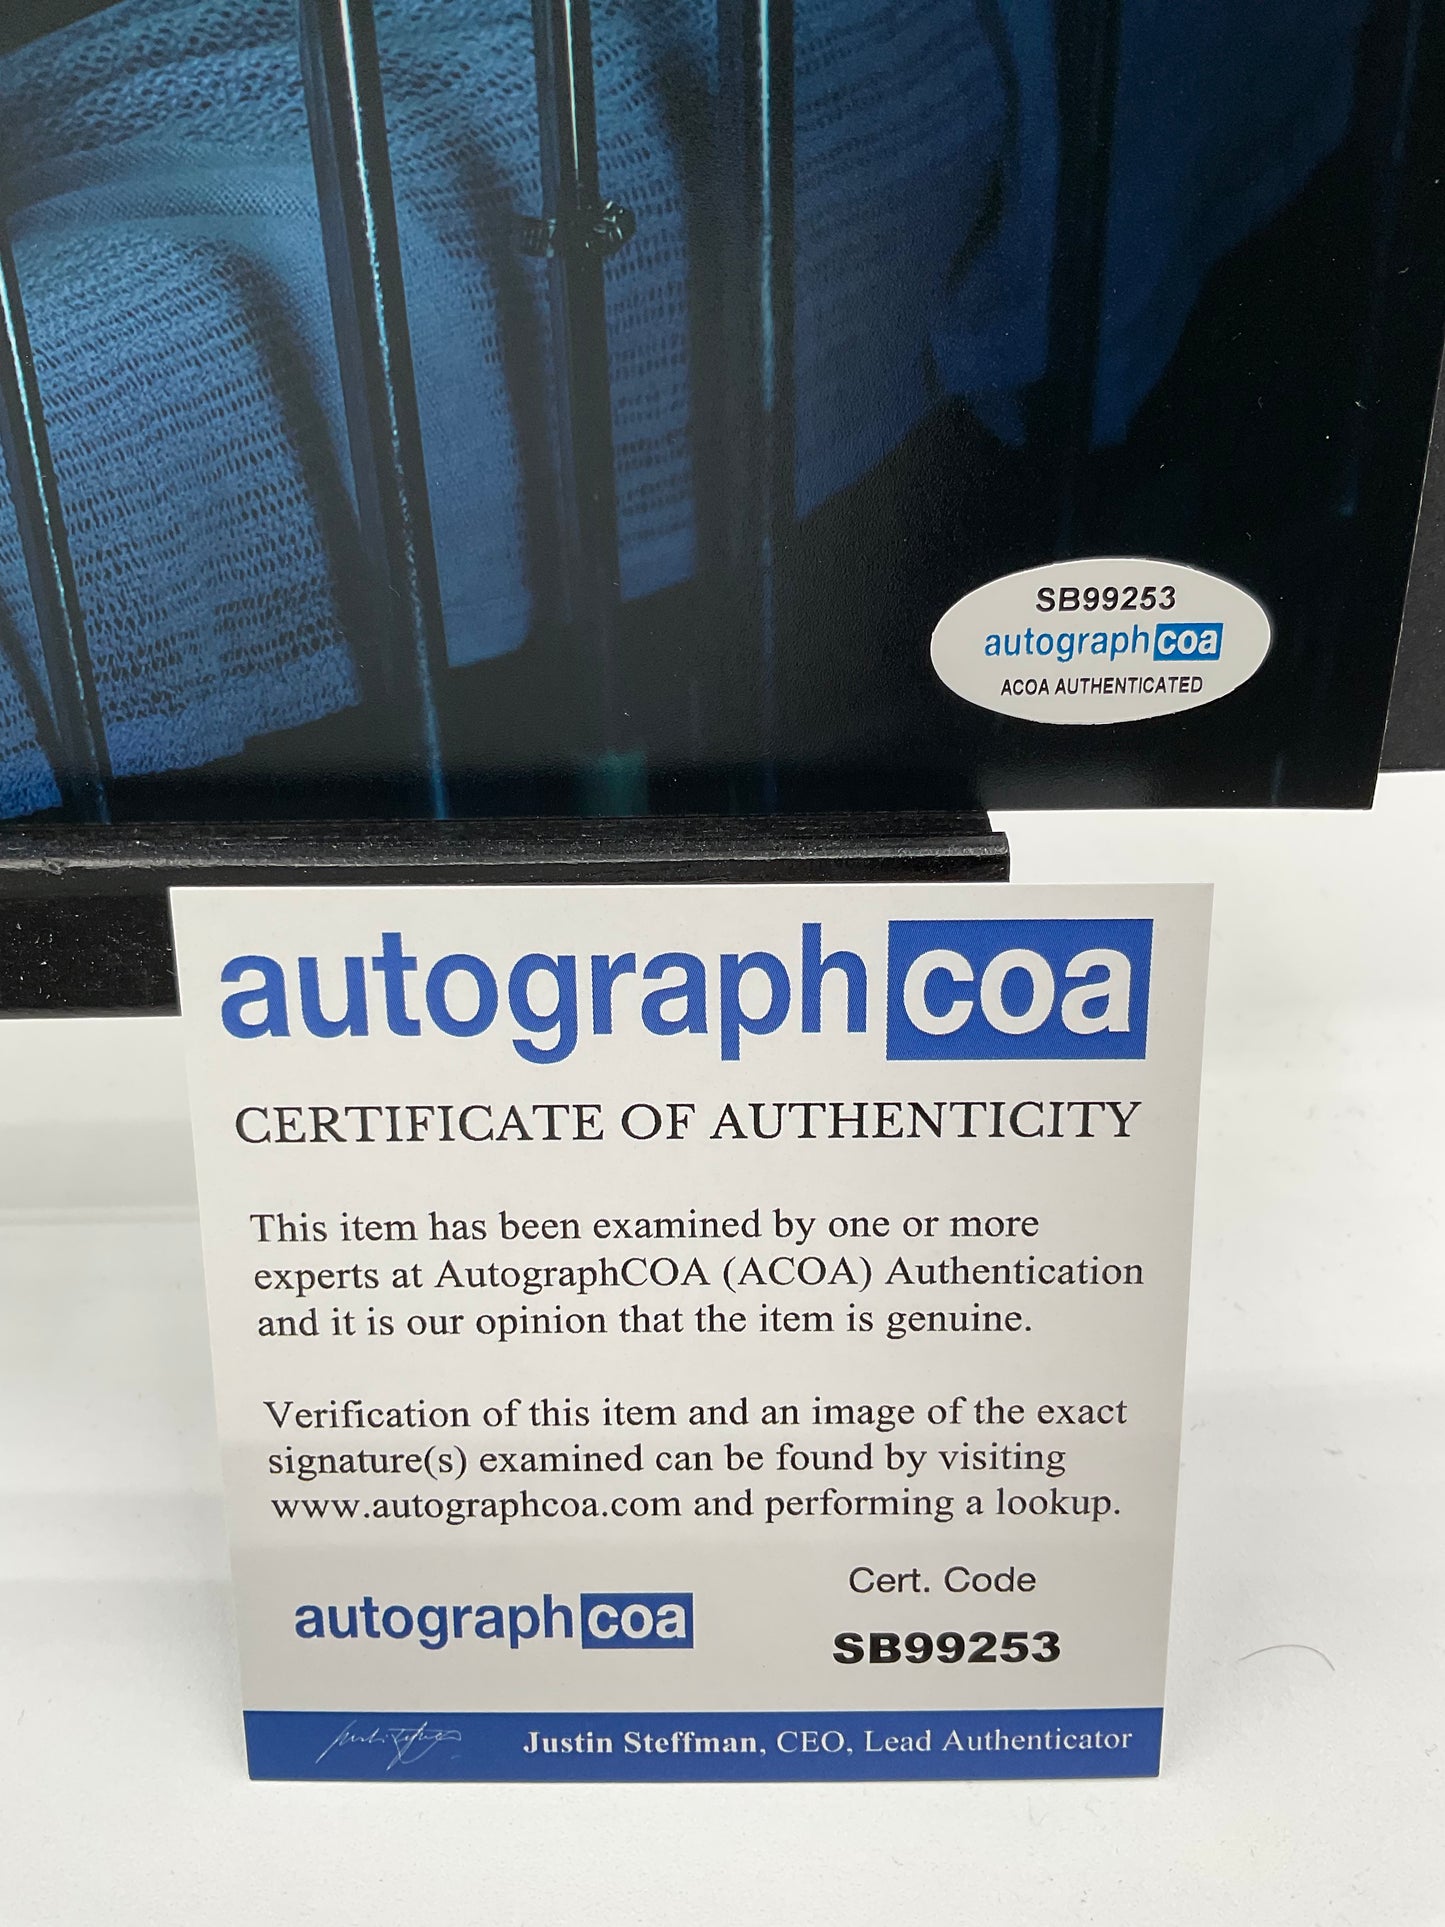 SB99253
autographcoa
ACOA AUTHENTICATED
autographcoa
CERTIFICATE OF AUTHENTICITY
This item has been examined by one or more
experts at AutographCOA (ACOA) Authentication
and it is our opinion that the item is genuine.
Verification of this item and an image of the exact
signature(s) examined can be found by visiting
www.autographcoa.com and performing a lookup.
autographcoa
Cert. Code
SB99253
Justin Steffman, CEO, Lead Authenticator